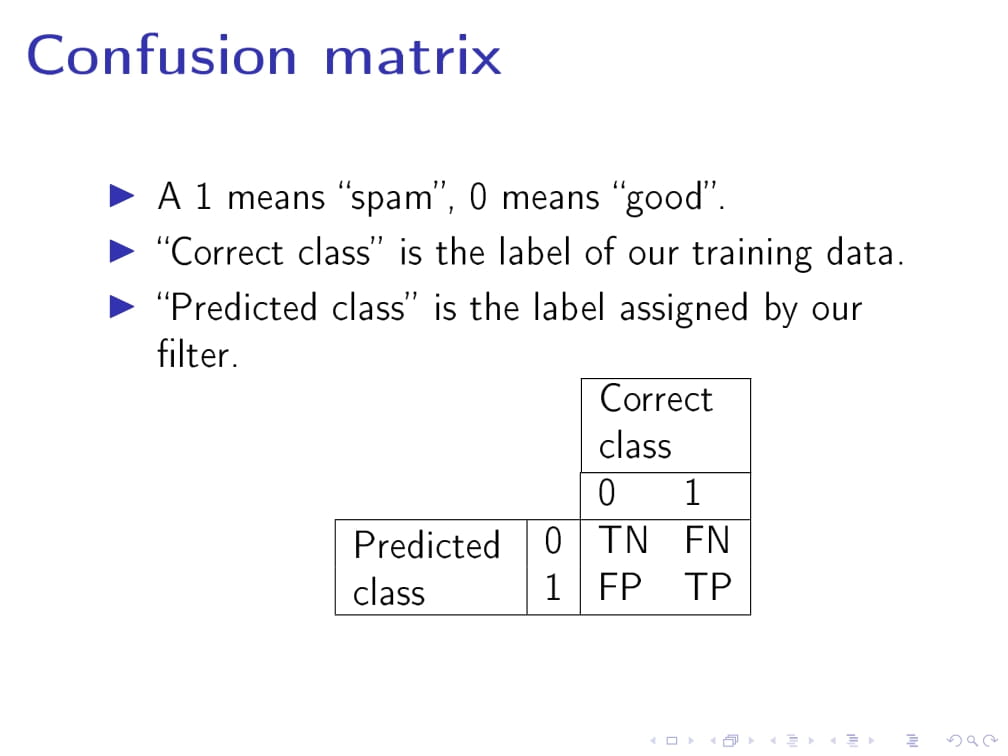 Confusion matrix
A 1 means “spam”, 0 means “good”.
“Correct class” is the label of our training data.
“Predicted class” is the label assigned by our
filter.
Correct
class
0 1
Predicted 0 TN FN
class 1 FP TP